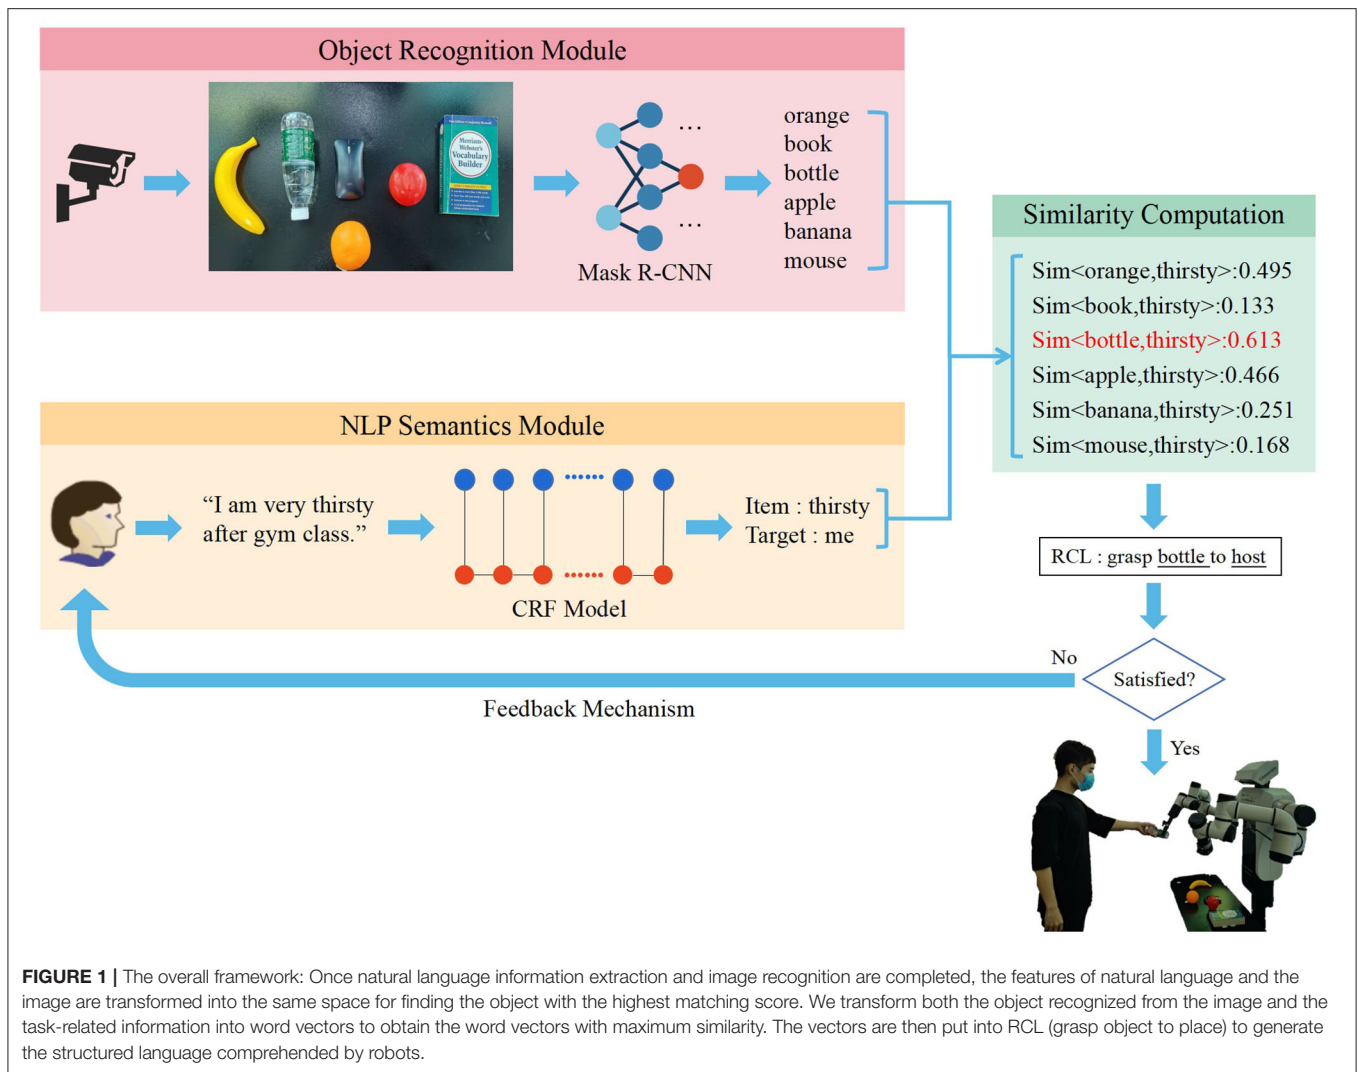 Object Recognition Module
Merriam-
Webster's
Vocabulary
Builder
Mask R-CNN
orange
book
bottle
apple
banana
mouse
NLP Semantics Module
“I am very thirsty
after gym class.”
CRF Model
Item : thirsty
Target : me
Similarity Computation
Sim<orange,thirsty>:0.495
Sim<book,thirsty>:0.133
Sim<bottle,thirsty>:0.613
Sim<apple,thirsty>:0.466
Sim<banana,thirsty>:0.251
Sim<mouse,thirsty>:0.168
RCL : grasp bottle to host
Satisfied?
No
Yes
Feedback Mechanism
FIGURE 1 | The overall framework: Once natural language information extraction and image recognition are completed, the features of natural language and the
image are transformed into the same space for finding the object with the highest matching score. We transform both the object recognized from the image and the
task-related information into word vectors to obtain the word vectors with maximum similarity. The vectors are then put into RCL (grasp object to place) to generate
the structured language comprehended by robots.